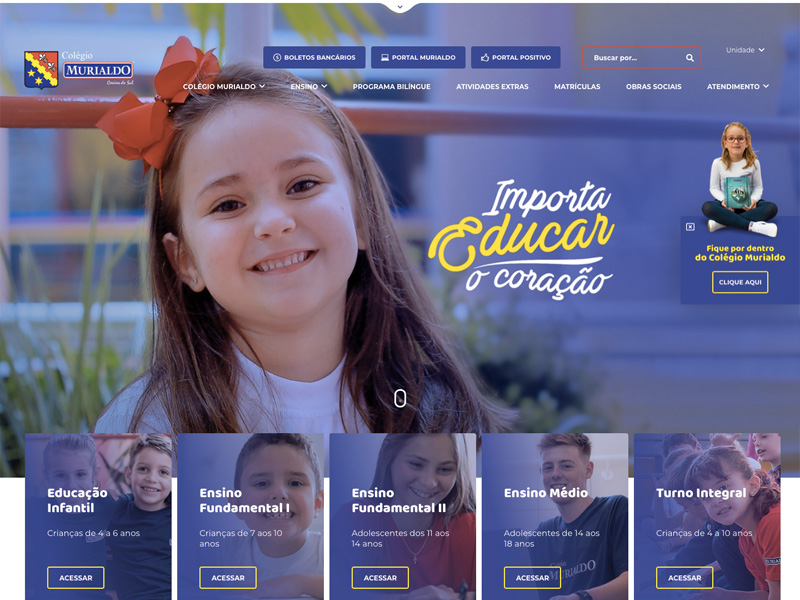 Colégio
MURIALDO
Caxias do Sul
BOLETOS BANCÁRIOS
PORTAL MURIALDO
PORTAL POSITIVO
Buscar por...
Unidade
COLÉGIO MURIALDO
ENSINO
PROGRAMA BILÍNGUE
ATIVIDADES EXTRAS
MATRÍCULAS
OBRAS SOCIAIS
ATENDIMENTO
Importa
Educar
o coração
Fique por dentro
do Colégio Murialdo
CLIQUE AQUI
Educação
Infantil
Crianças de 4 a 6 anos
ACESSAR
Ensino
Fundamental I
Crianças de 7 aos 10
anos
ACESSAR
Ensino
Fundamental II
Adolescentes dos 11 aos
14 anos
ACESSAR
Ensino Médio
Adolescentes de 14 aos
18 anos
Colégio
MURIALDO
ACESSAR
Turno Integral
Crianças de 4 a 10 anos
ACESSAR